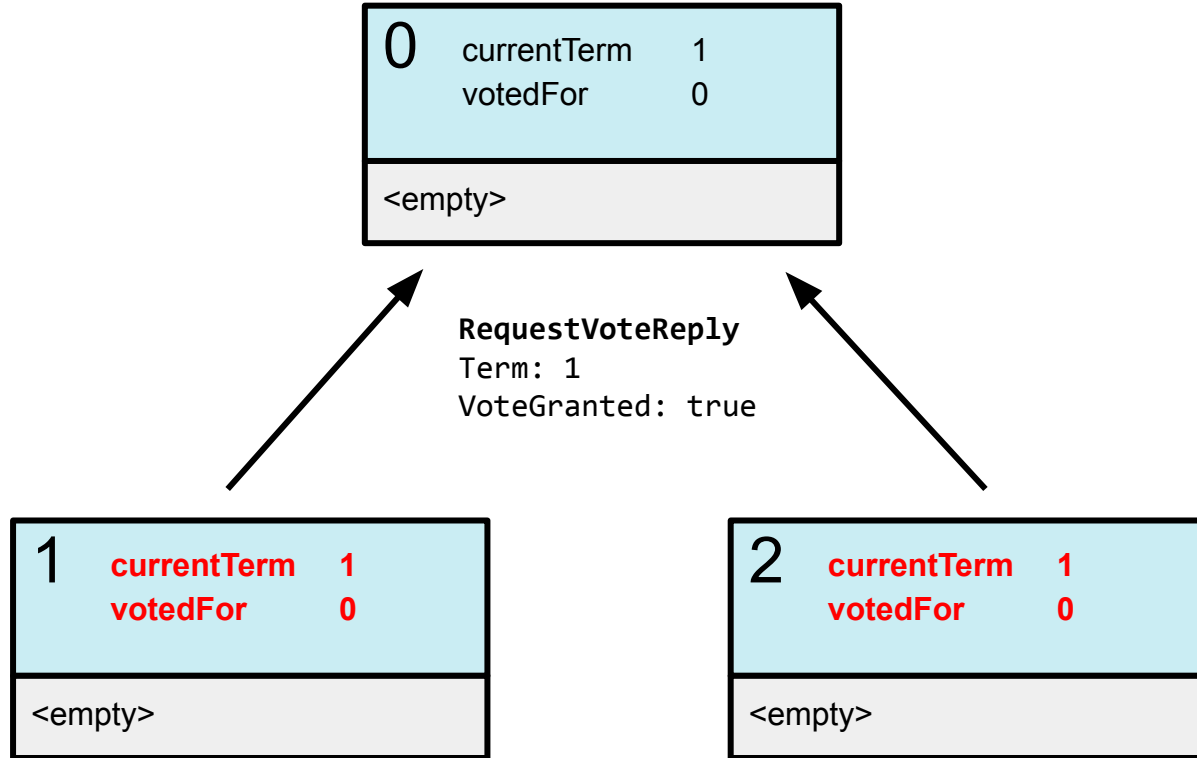 0 currentTerm 1
votedFor 0
<empty>
RequestVoteReply
Term: 1
VoteGranted: true
1 currentTerm 1
votedFor 0
<empty>
2 currentTerm 1
votedFor 0
<empty>